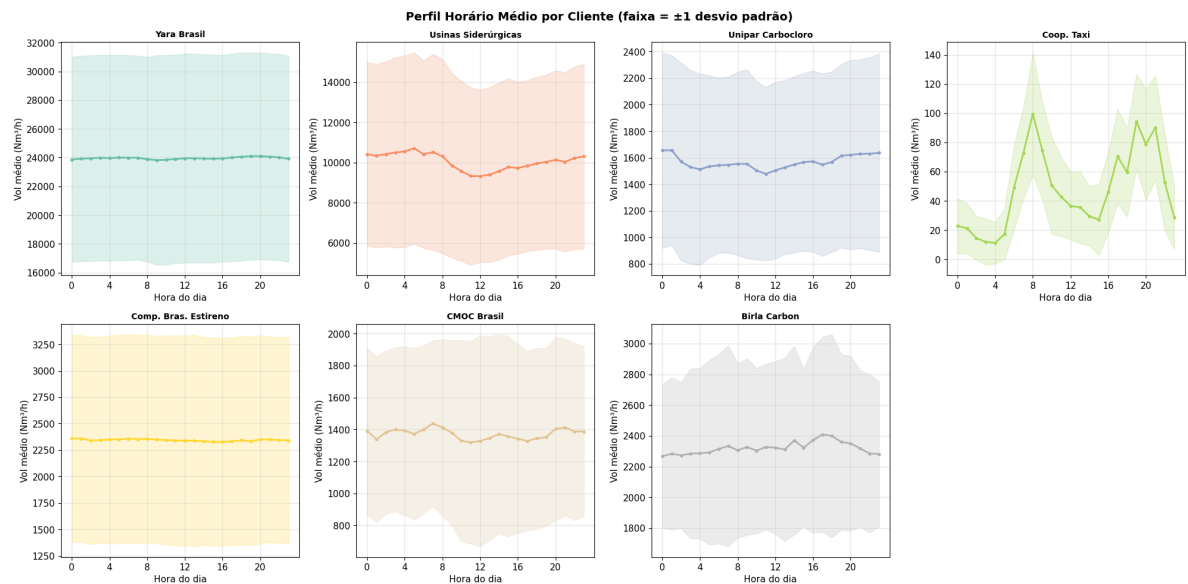 Perfil Horário Médio por Cliente (faixa = ±1 desvio padrão)
Yara Brasil
32000
30000
28000
26000
24000
22000
20000
18000
16000
Vol médio (Nm³/h)
0 4 8 12 16 20
Hora do dia
Usinas Siderúrgicas
14000
12000
10000
8000
6000
Vol médio (Nm³/h)
0 4 8 12 16 20
Hora do dia
Unipar Carbocloro
2400
2200
2000
1800
1600
1400
1200
1000
800
Vol médio (Nm³/h)
0 4 8 12 16 20
Hora do dia
Coop. Taxi
140
120
100
80
60
40
20
0
Vol médio (Nm³/h)
0 4 8 12 16 20
Hora do dia
Comp. Bras. Estireno
3250
3000
2750
2500
2250
2000
1750
1500
1250
Vol médio (Nm³/h)
0 4 8 12 16 20
Hora do dia
CMOC Brasil
2000
1800
1600
1400
1200
1000
800
Vol médio (Nm³/h)
0 4 8 12 16 20
Hora do dia
Birla Carbon
3000
2800
2600
2400
2200
2000
1800
Vol médio (Nm³/h)
0 4 8 12 16 20
Hora do dia